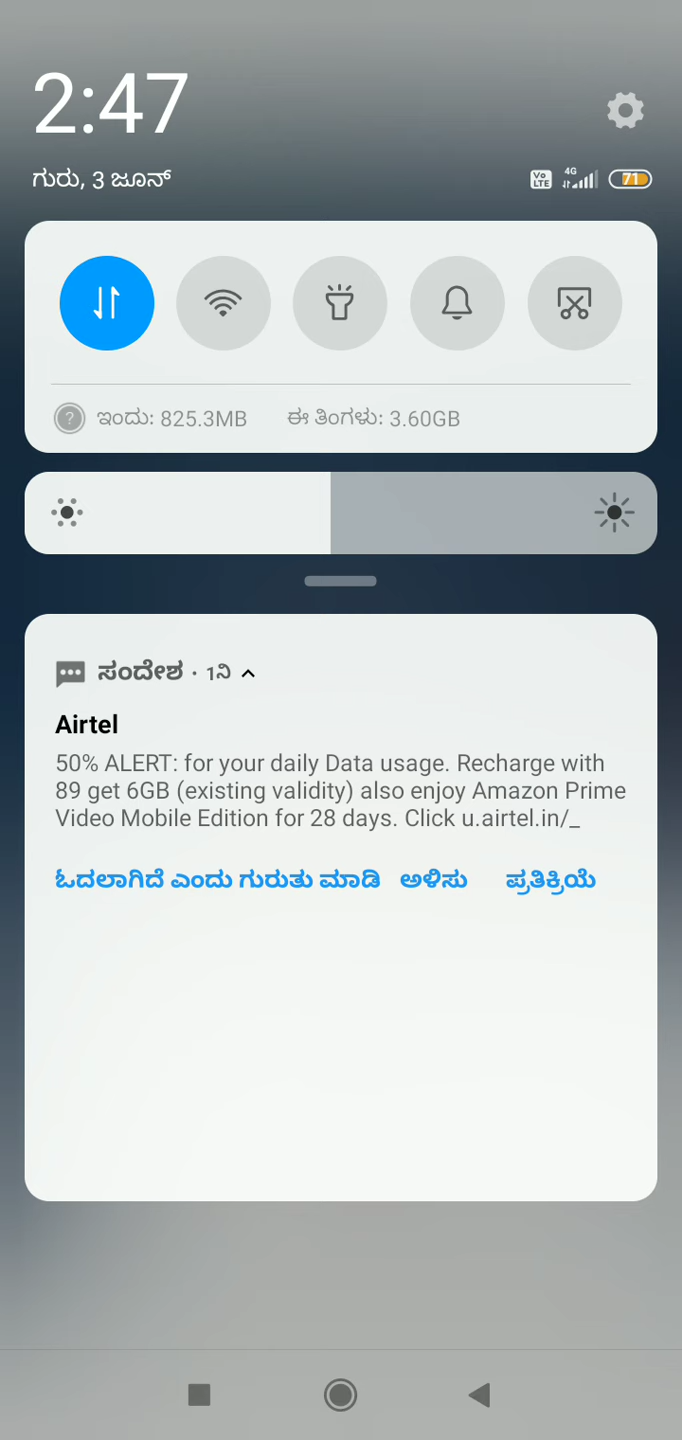 2:47
ಗುರು, 3 ಜೂನ್
Vo LTE 4G 71
ಇಂದು: 825.3MB ಈ ತಿಂಗಳು: 3.60GB
ಸಂದೇಶ · 1ನಿ
Airtel
50% ALERT: for your daily Data usage. Recharge with
89 get 6GB (existing validity) also enjoy Amazon Prime
Video Mobile Edition for 28 days. Click u.airtel.in/_
ಓದಲಾಗಿದೆ ಎಂದು ಗುರುತು ಮಾಡಿ ಅಳಿಸು ಪ್ರತಿಕ್ರಿಯೆ